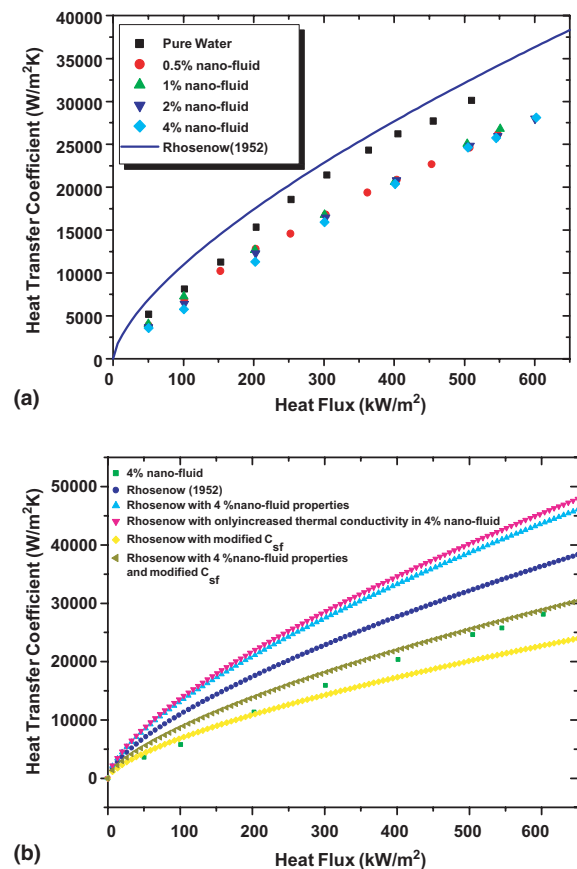 40000
35000
30000
25000
20000
15000
10000
5000
0
Heat Transfer Coefficient (W/m²K)
Pure Water
0.5% nano-fluid
1% nano-fluid
2% nano-fluid
4% nano-fluid
Rhosenow(1952)
0 100 200 300 400 500 600
Heat Flux (kW/m²)
(a)
50000
40000
30000
20000
10000
0
Heat Transfer Coefficient (W/m²K)
4% nano-fluid
Rhosenow (1952)
Rhosenow with 4 %nano-fluid properties
Rhosenow with onlyincreased thermal conductivity in 4% nano-fluid
Rhosenow with modified C_sf
Rhosenow with 4 %nano-fluid properties
and modified C_sf
0 100 200 300 400 500 600
Heat Flux (kW/m²)
(b)